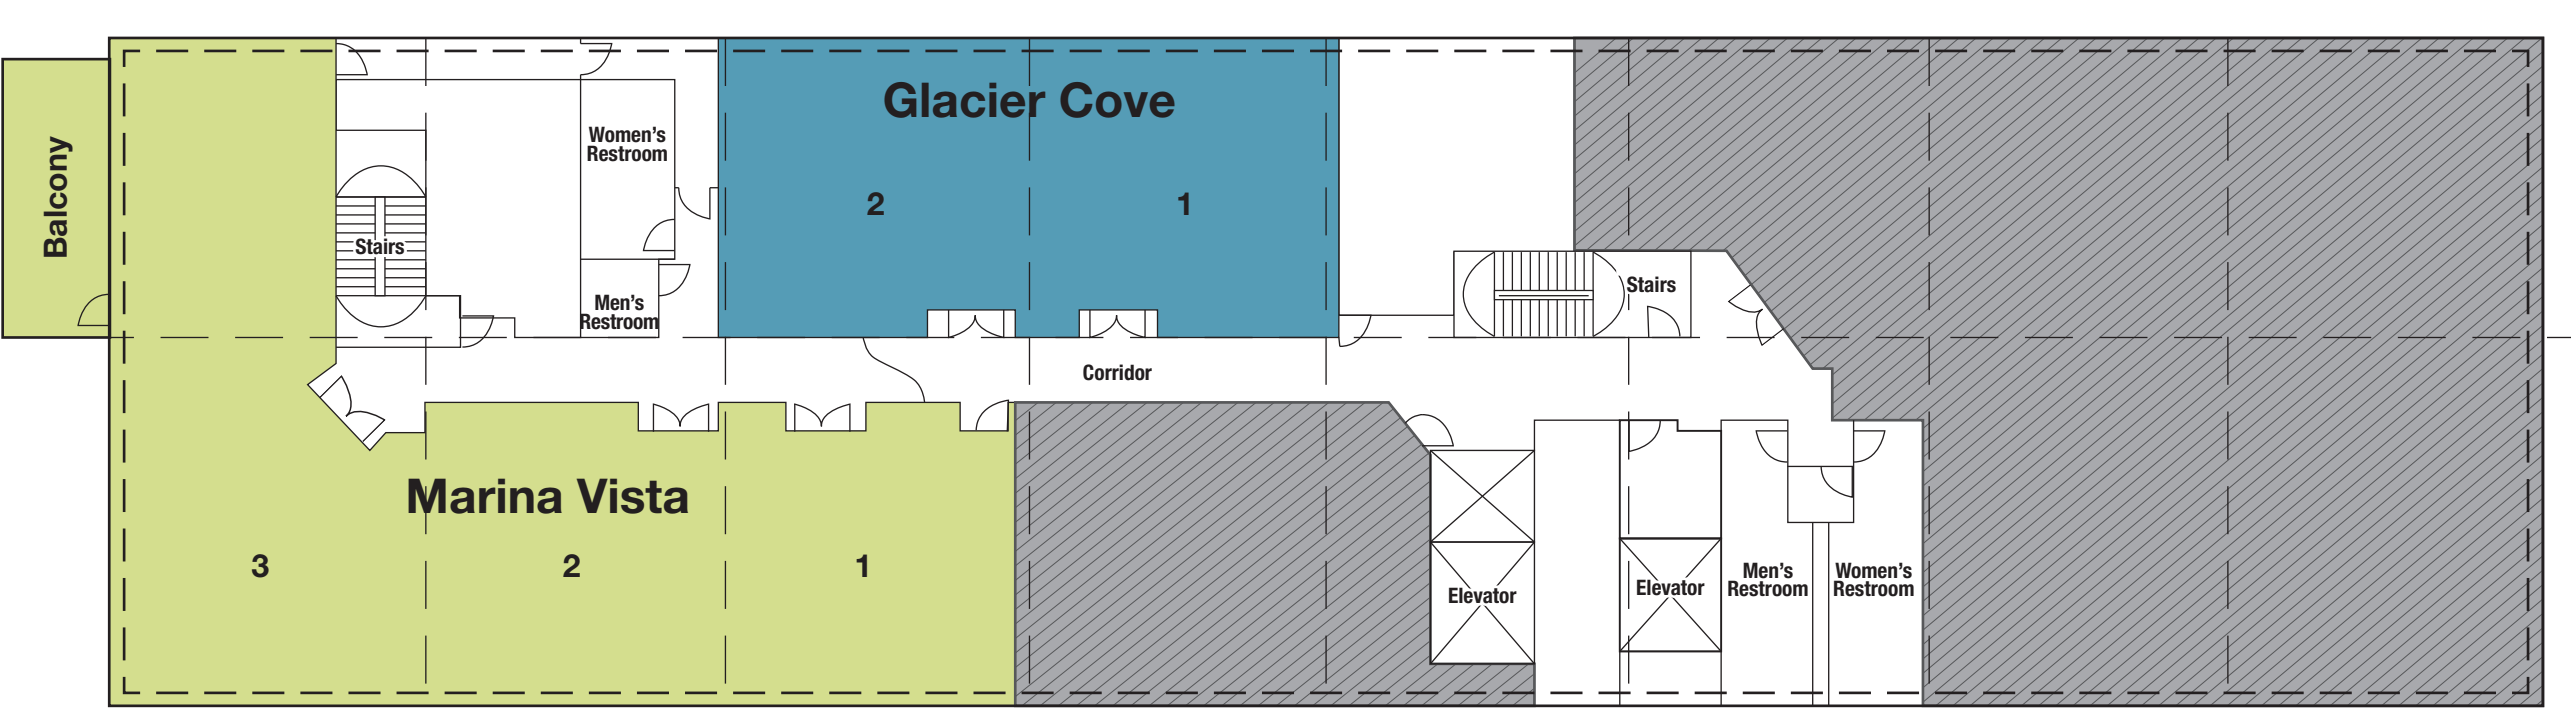 Balcony
Glacier Cove
Women's
Restroom
2
1
Stairs
Stairs
Men's
Restroom
Corridor
Marina Vista
3
2
1
Elevator
Elevator
Men's
Restroom
Women's
Restroom